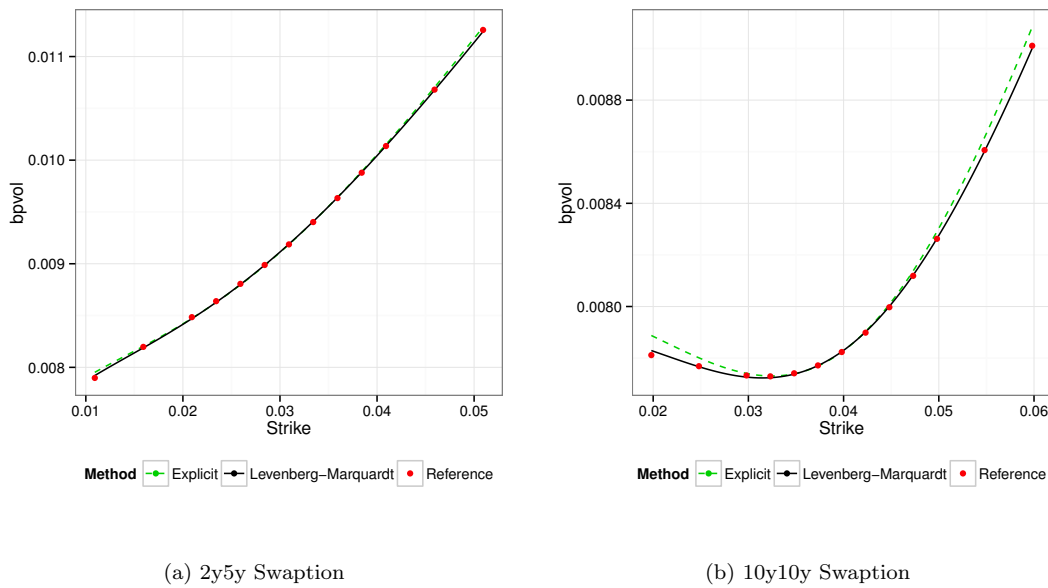 0.011
0.010
0.009
0.008
bpvol
0.01 0.02 0.03 0.04 0.05
Strike
Method Explicit Levenberg−Marquardt Reference
(a) 2y5y Swaption
0.0088
0.0084
0.0080
bpvol
0.02 0.03 0.04 0.05 0.06
Strike
Method Explicit Levenberg−Marquardt Reference
(b) 10y10y Swaption